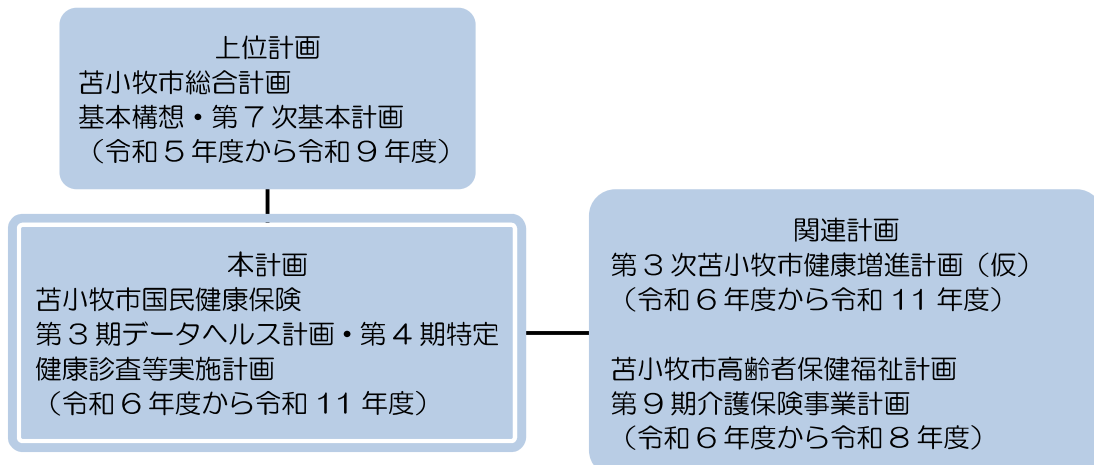 上位計画
苫小牧市総合計画
基本構想・第７次基本計画
（令和５年度から令和９年度）
本計画
苫小牧市国民健康保険
第３期データヘルス計画・第４期特定
健康診査等実施計画
（令和６年度から令和 11 年度）
関連計画
第３次苫小牧市健康増進計画（仮）
（令和６年度から令和 11 年度）
苫小牧市高齢者保健福祉計画
第９期介護保険事業計画
（令和６年度から令和８年度）